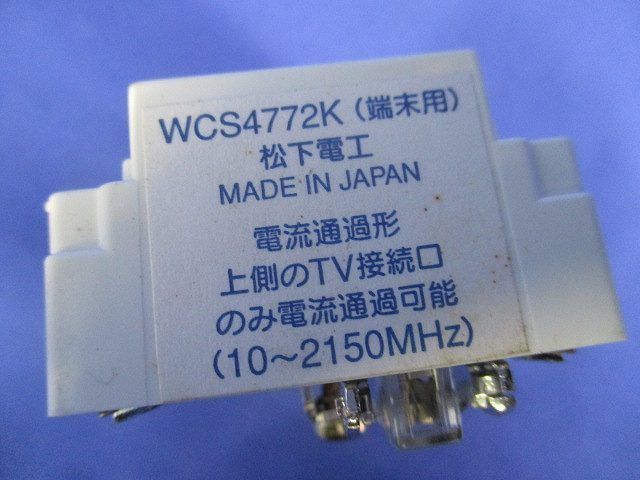 WCS4772K（端末用）
松下電工
MADE IN JAPAN
電流通過形
上側のTV接続口
のみ電流通過可能
（10～2150MHz）